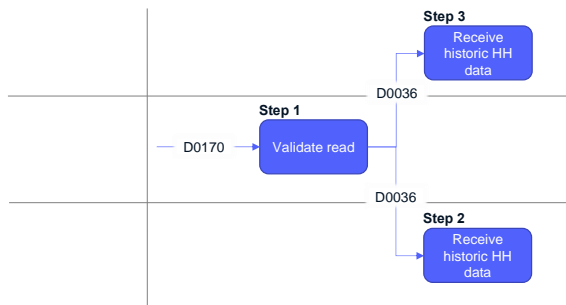 Step 3
Receive
historic HH
data
D0036
Step 1
D0170
Validate read
D0036
Step 2
Receive
historic HH
data